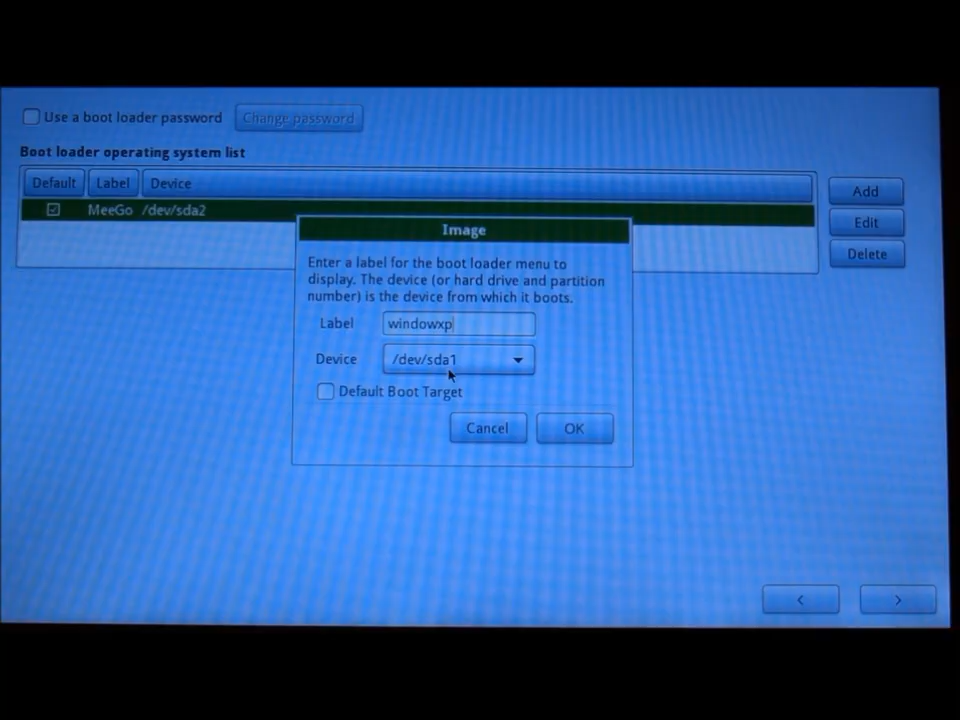 Use a boot loader password Change password
Boot loader operating system list
Default Label Device
MeeGo /dev/sda2
Add
Edit
Delete
Image
Enter a label for the boot loader menu to
display. The device (or hard drive and partition
number) is the device from which it boots.
Label windowxp
Device /dev/sda1
Default Boot Target
Cancel OK
< >